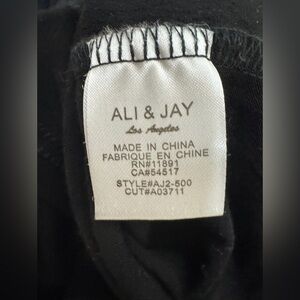 ALI & JAY
Los Angeles
MADE IN CHINA
FABRIQUE EN CHINE
RN#11891
CA#54517
STYLE#AJ2-500
CUT#A03711